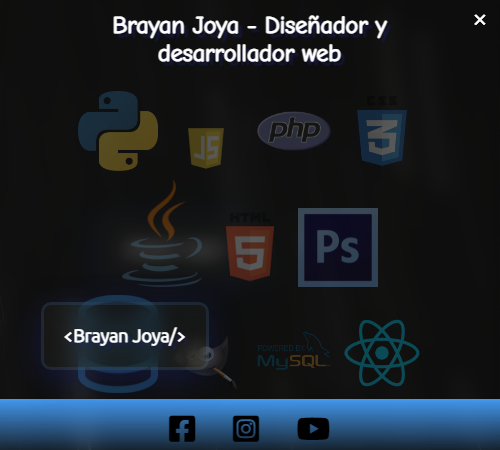 Brayan Joya - Diseñador y
desarrollador web
JS
php
CSS
3
HTML
5
Ps
<Brayan Joya/>
POWERED BY
MySQL